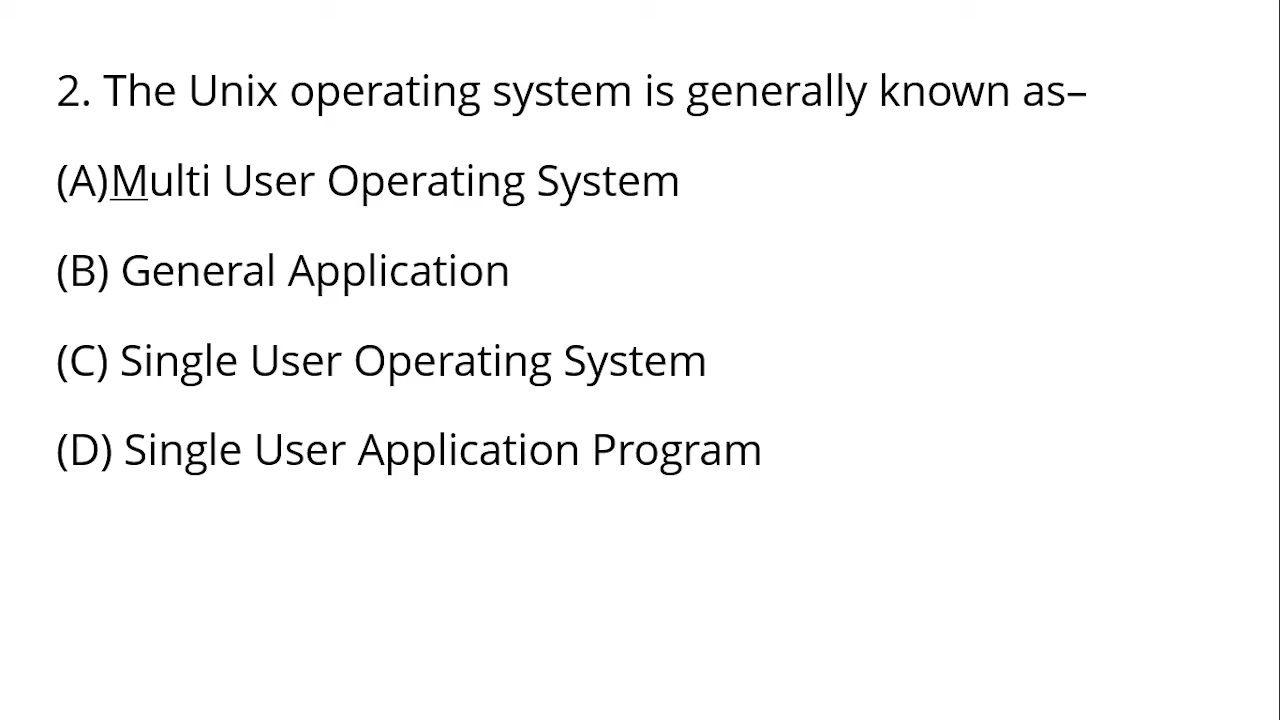 2. The Unix operating system is generally known as–
(A)Multi User Operating System
(B) General Application
(C) Single User Operating System
(D) Single User Application Program